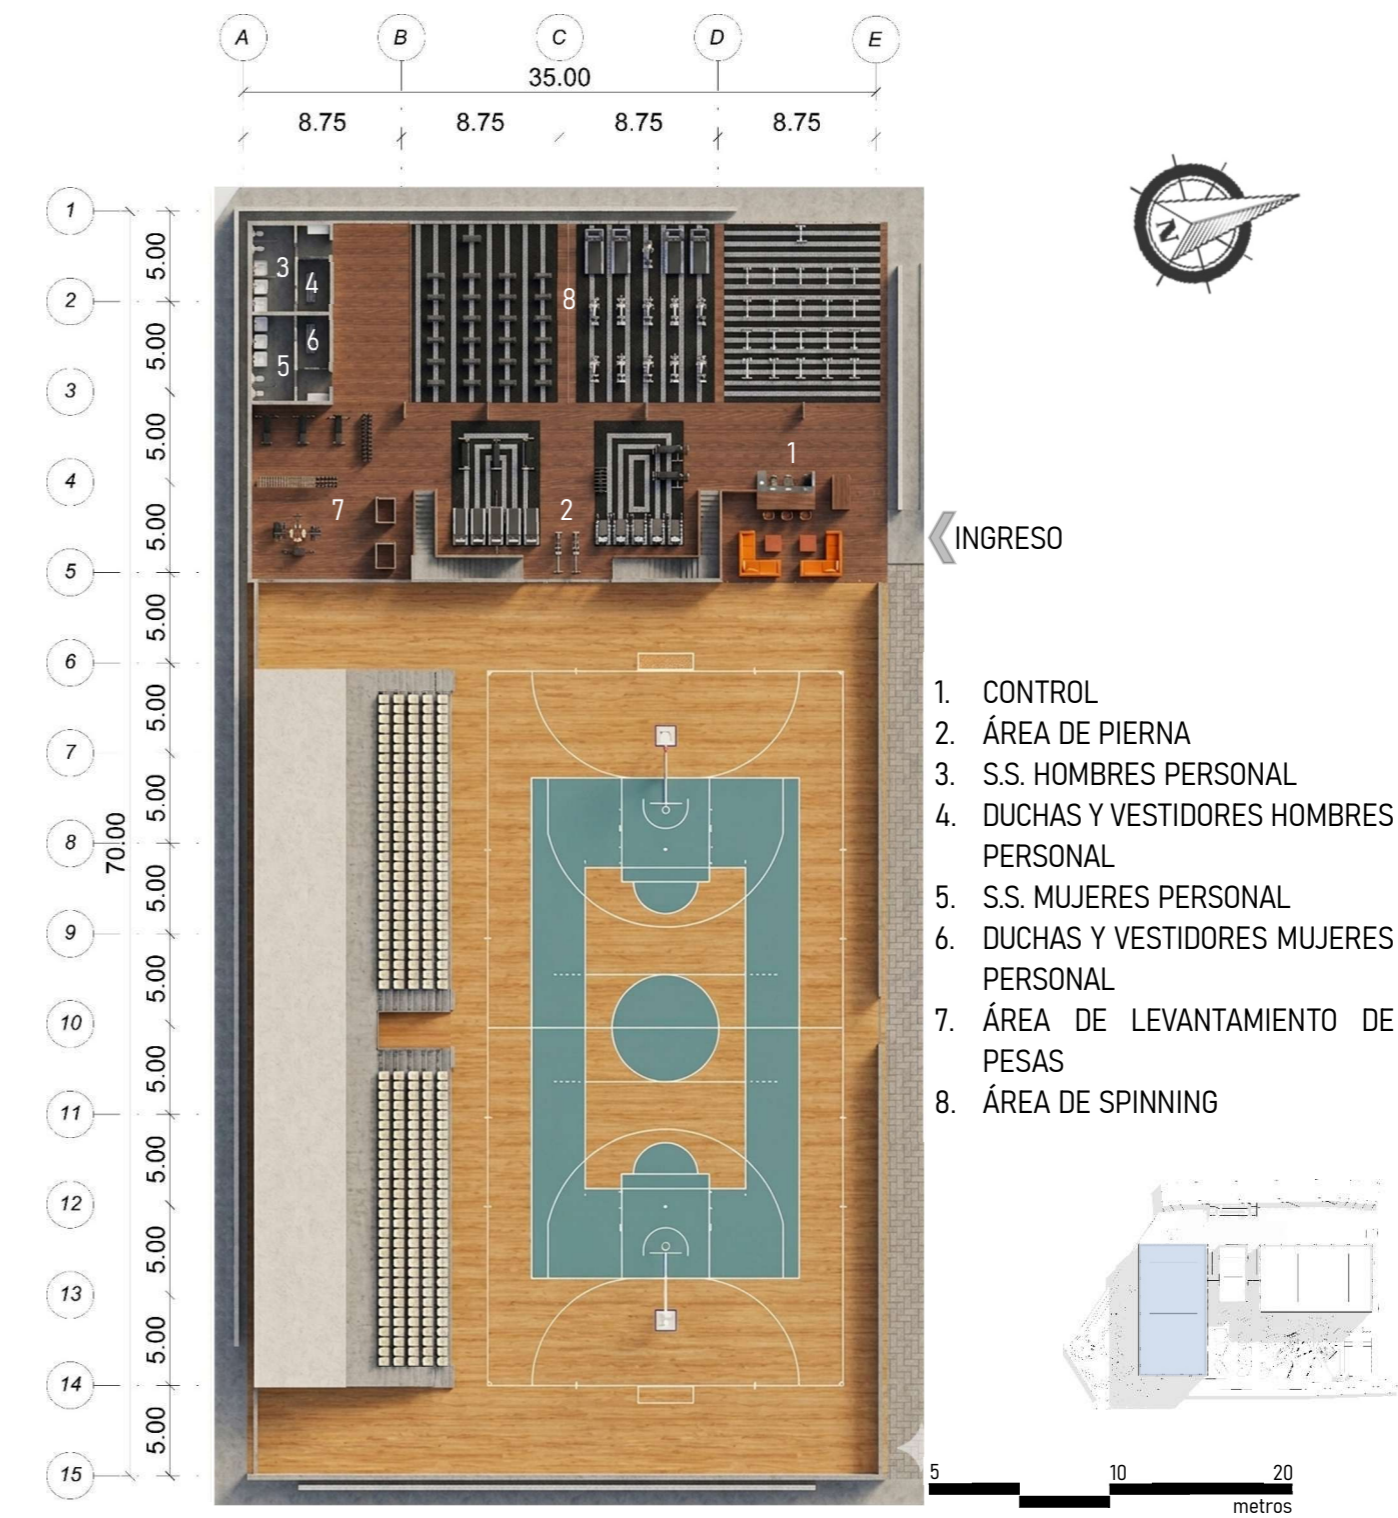 A B C D E
35.00
8.75 8.75 8.75 8.75
1
5.00
2
5.00
3
5.00
4
5.00
5
5.00
6
5.00
7
5.00
8
70.00
5.00
9
5.00
10
5.00
11
5.00
12
5.00
13
5.00
14
5.00
15
3
4
8
6
5
1
7
2
N
INGRESO
1. CONTROL
2. ÁREA DE PIERNA
3. S.S. HOMBRES PERSONAL
4. DUCHAS Y VESTIDORES HOMBRES
PERSONAL
5. S.S. MUJERES PERSONAL
6. DUCHAS Y VESTIDORES MUJERES
PERSONAL
7. ÁREA DE LEVANTAMIENTO DE
PESAS
8. ÁREA DE SPINNING
5 10 20
metros